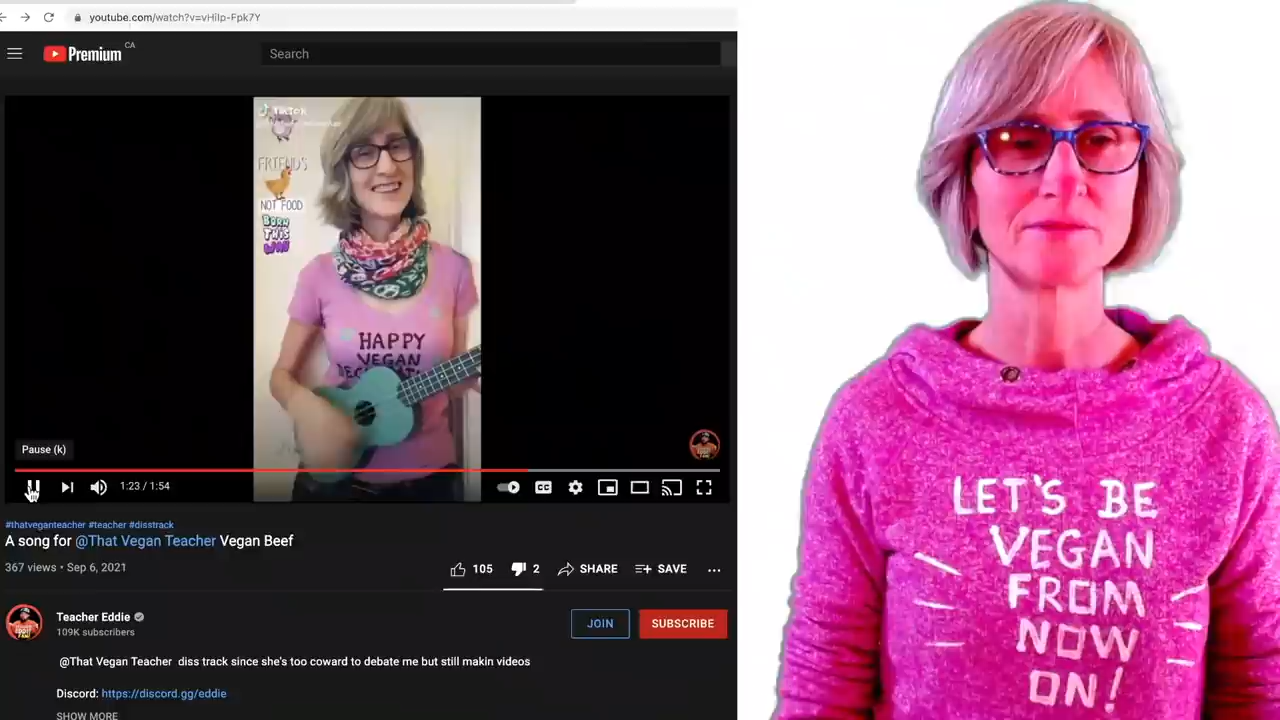 youtube.com/watch?v=vHiIp-Fpk7Y
Premium CA
Search
TikTok
FRIENDS
NOT FOOD
BORN
THIS
WAY
HAPPY
VEGAN
Pause (k)
1:23 / 1:54
CC
#thatveganteacher #teacher #disstrack
A song for @That Vegan Teacher Vegan Beef
367 views • Sep 6, 2021
105
2
SHARE
SAVE
Teacher Eddie
109K subscribers
JOIN
SUBSCRIBE
@That Vegan Teacher diss track since she's too coward to debate me but still makin videos
Discord: https://discord.gg/eddie
SHOW MORE
LET'S BE
VEGAN
FROM
NOW
ON!